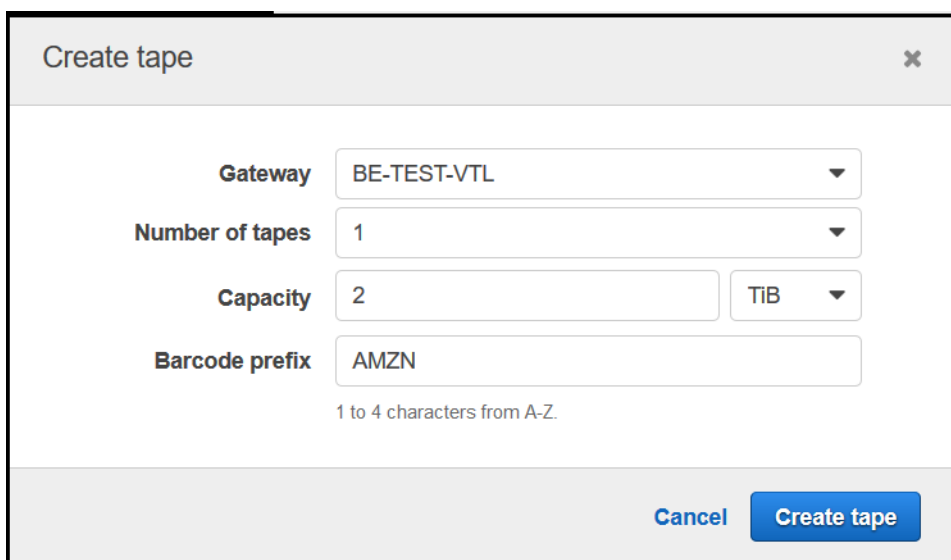 Create tape
Gateway BE-TEST-VTL
Number of tapes 1
Capacity 2 TiB
Barcode prefix AMZN
1 to 4 characters from A-Z.
Cancel Create tape